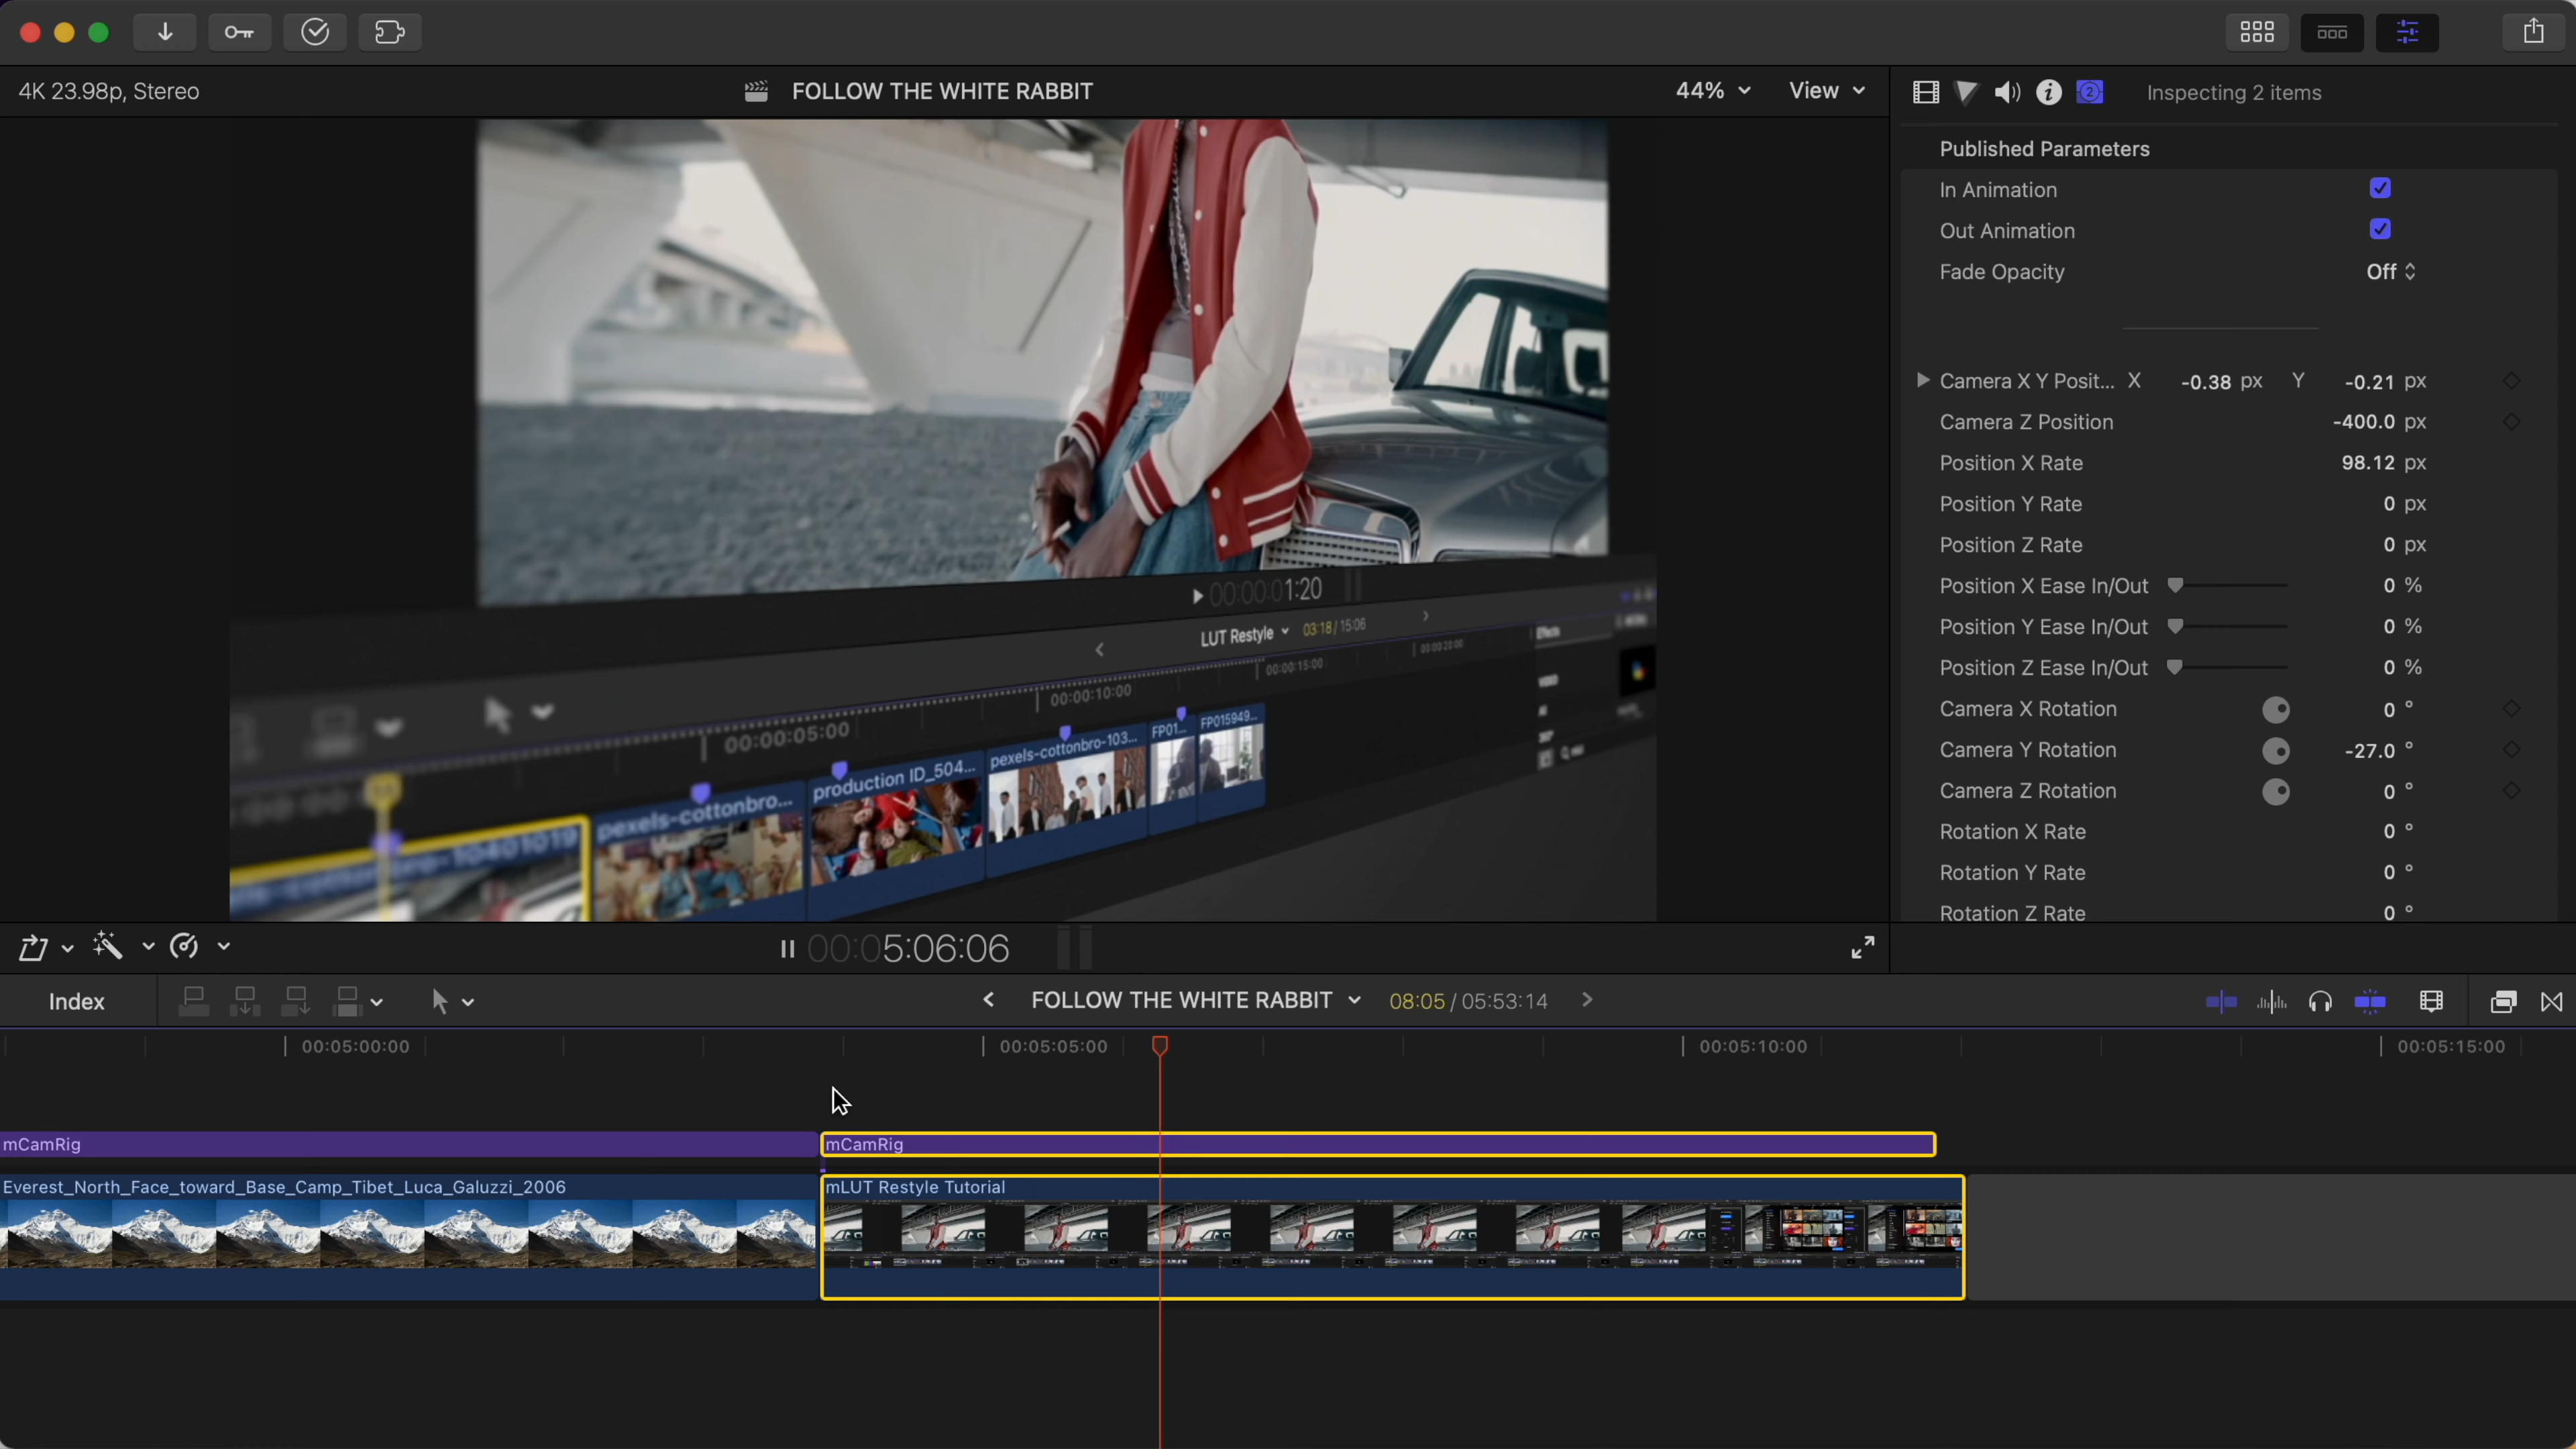 4K 23.98p, Stereo
FOLLOW THE WHITE RABBIT
44%
View
Inspecting 2 items
Published Parameters
In Animation
Out Animation
Fade Opacity Off
Camera X Y Posit... X -0.38 px Y -0.21 px
Camera Z Position -400.0 px
Position X Rate 98.12 px
Position Y Rate 0 px
Position Z Rate 0 px
Position X Ease In/Out 0 %
Position Y Ease In/Out 0 %
Position Z Ease In/Out 0 %
Camera X Rotation 0 °
Camera Y Rotation -27.0 °
Camera Z Rotation 0 °
Rotation X Rate 0 °
Rotation Y Rate 0 °
Rotation Z Rate 0 °
00:00:01:20
LUT Restyle 03:18 / 15:06
Effects
00:00:05:00
00:00:10:00
00:00:15:00
00:00:20:00
pexels-cottonbro...
production ID_504...
pexels-cottonbro-103...
FP01...
FP015949...
VIDEO
All
00:005:06:06
Index
FOLLOW THE WHITE RABBIT
08:05 / 05:53:14
00:05:00:00
00:05:05:00
00:05:10:00
00:05:15:00
mCamRig
mCamRig
Everest_North_Face_toward_Base_Camp_Tibet_Luca_Galuzzi_2006
mLUT Restyle Tutorial